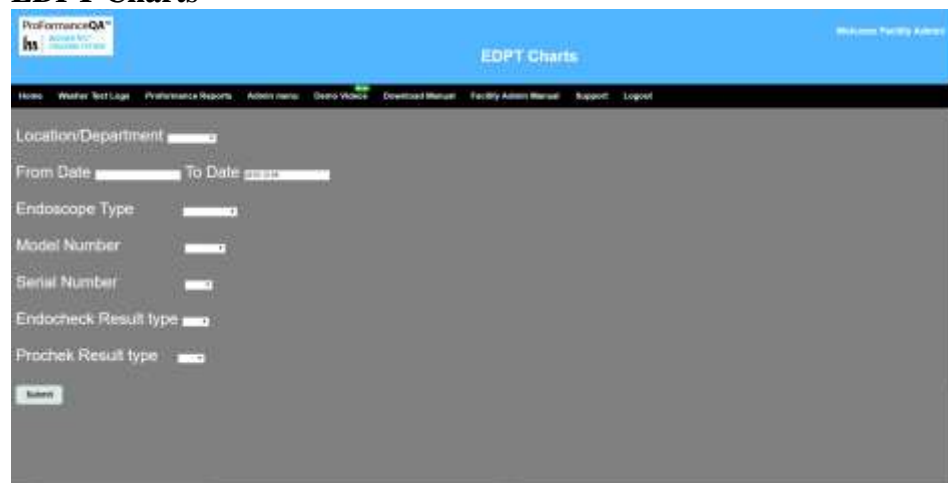 EDPT Charts
ProFormanceQA™
hss
Welcome Facility Admin
EDPT Charts
Home Washer Test Logs Proformance Reports Admin menu Demo Videos Download Manual Facility Admin Manual Support Logout
Location/Department
From Date To Date
Endoscope Type
Model Number
Serial Number
Endocheck Result type
Prochek Result type
Submit